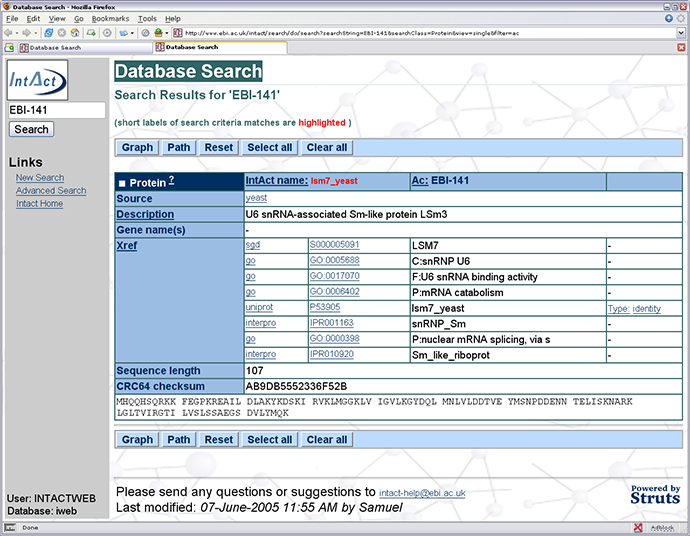 Database Search - Mozilla Firefox
File Edit View Go Bookmarks Tools Help
http://www.ebi.ac.uk/intact/search/do/search?searchString=EBI-141&searchClass=Protein&view=single&filter=ac
Database Search Database Search
IntAct
EBI-141
Search
Links
New Search
Advanced Search
Intact Home
User: INTACTWEB
Database: iweb
Database Search
Search Results for 'EBI-141'
(short labels of search criteria matches are highlighted )
Graph Path Reset Select all Clear all
Protein ? IntAct name: lsm7_yeast Ac: EBI-141
Source yeast
Description U6 snRNA-associated Sm-like protein LSm3
Gene name(s) -
Xref sgd S000005091 LSM7 -
go GO:0005688 C:snRNP U6 -
go GO:0017070 F:U6 snRNA binding activity -
go GO:0006402 P:mRNA catabolism -
uniprot P53905 lsm7_yeast Type: identity
interpro IPR001163 snRNP_Sm -
go GO:0000398 P:nuclear mRNA splicing, via s -
interpro IPR010920 Sm_like_riboprot -
Sequence length 107
CRC64 checksum AB9DB5552336F52B
MHQQHSQRKK FEGPKREAIL DLAKYKDSKI RVKLMGGKLV IGVLKGYDQL MNLVLDDTVE YMSNPDDENN TELISKNARK
LGLTVIRGTI LVSLSSAEGS DVLYMQK
Graph Path Reset Select all Clear all
Please send any questions or suggestions to intact-help@ebi.ac.uk
Last modified: 07-June-2005 11:55 AM by Samuel
Powered by
Struts
Done Adblock